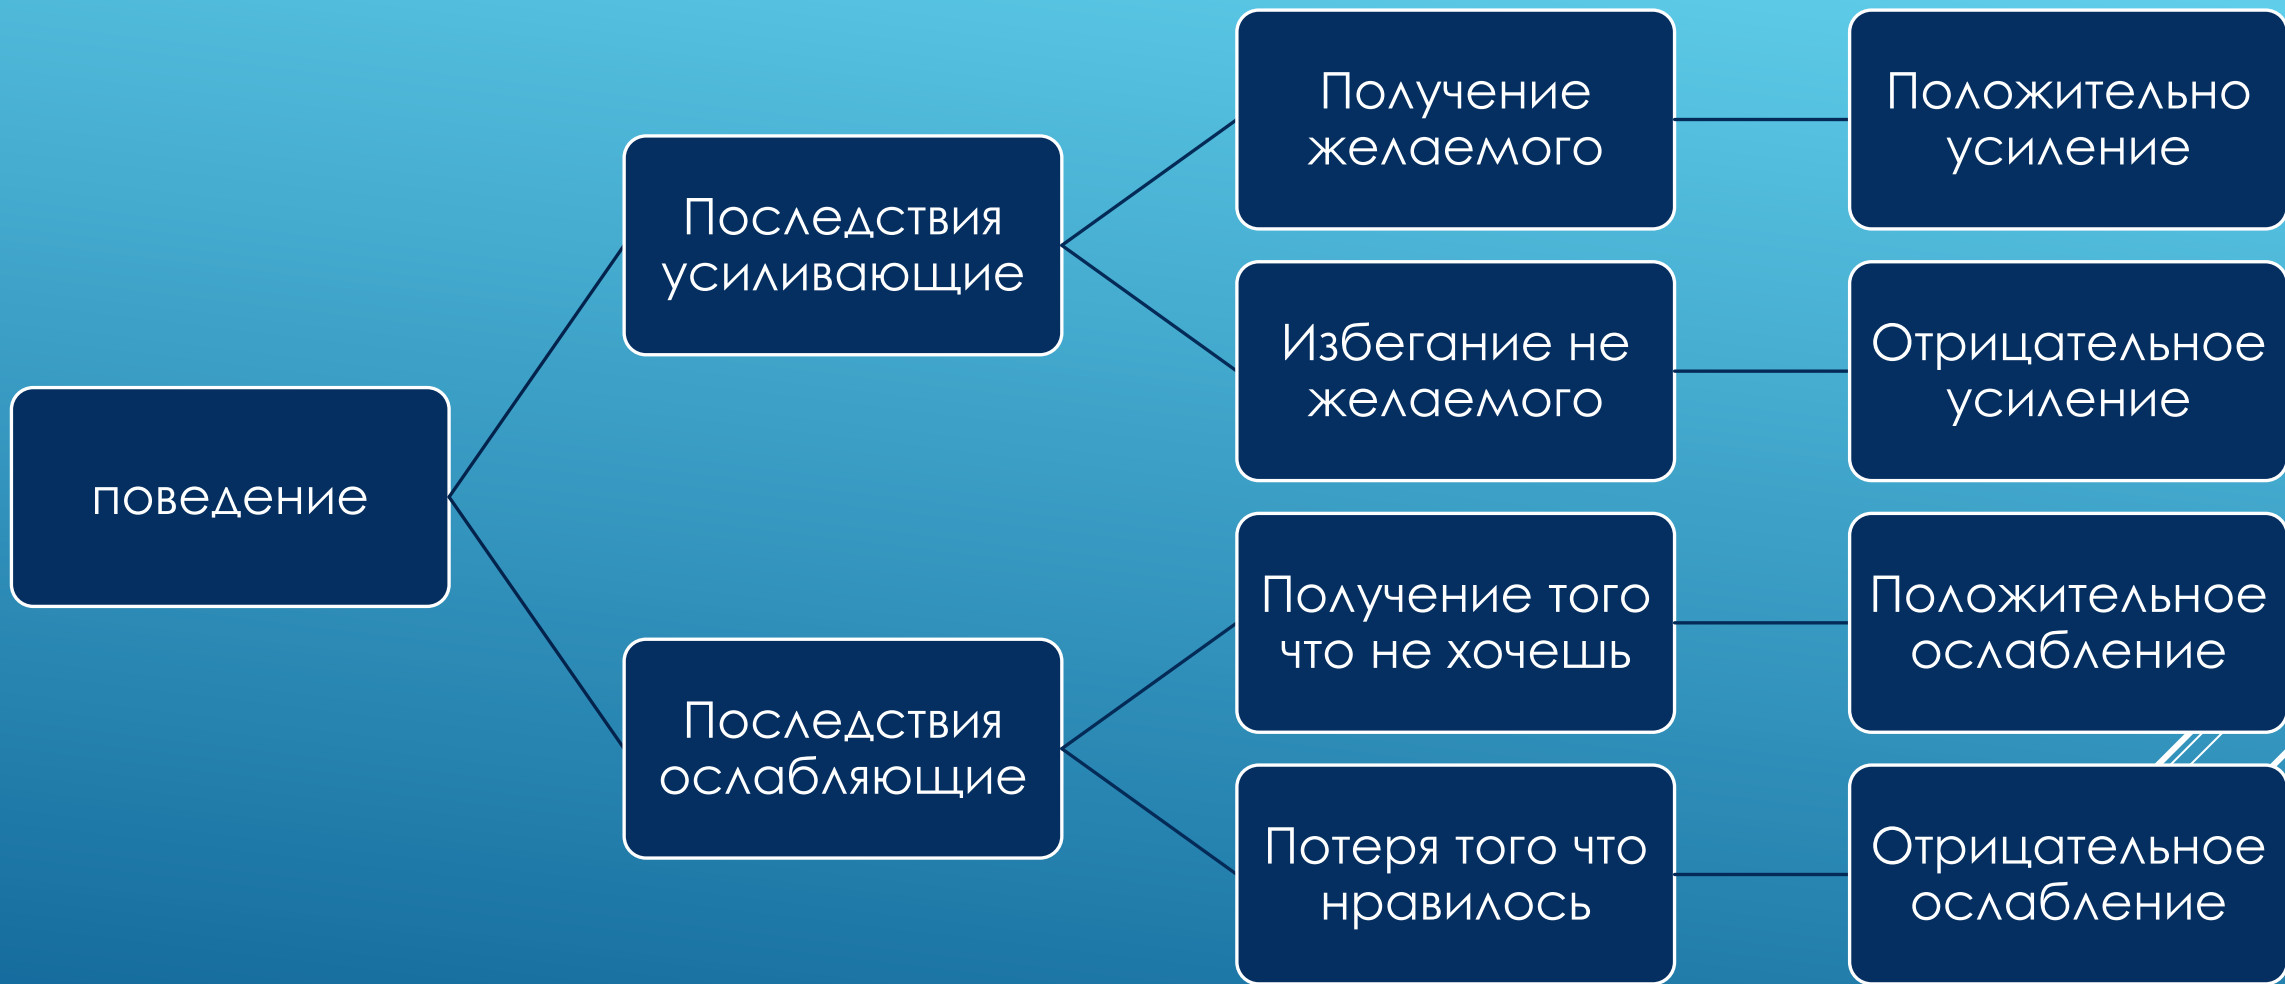 поведение
Последствия
усиливающие
Получение
желаемого
Положительно
усиление
Избегание не
желаемого
Отрицательное
усиление
Последствия
ослабляющие
Получение того
что не хочешь
Положительное
ослабление
Потеря того что
нравилось
Отрицательное
ослабление